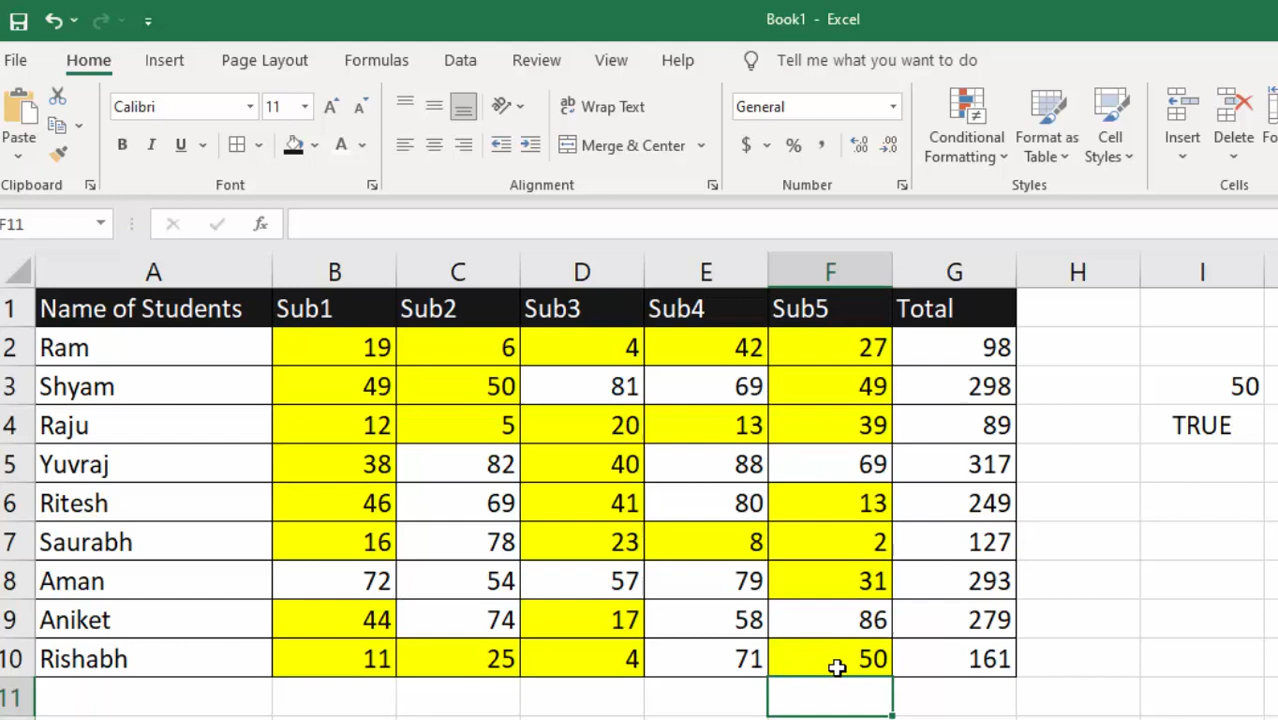 Book1 - Excel
File Home Insert Page Layout Formulas Data Review View Help Tell me what you want to do
Calibri 11 A A ab Wrap Text General
Paste B I U A Merge & Center $ % , Conditional Formatting Format as Table Cell Styles Insert Delete
Clipboard Font Alignment Number Styles Cells
F11 fx
A B C D E F G H I
1 Name of Students Sub1 Sub2 Sub3 Sub4 Sub5 Total
2 Ram 19 6 4 42 27 98
3 Shyam 49 50 81 69 49 298 50
4 Raju 12 5 20 13 39 89 TRUE
5 Yuvraj 38 82 40 88 69 317
6 Ritesh 46 69 41 80 13 249
7 Saurabh 16 78 23 8 2 127
8 Aman 72 54 57 79 31 293
9 Aniket 44 74 17 58 86 279
10 Rishabh 11 25 4 71 50 161
11